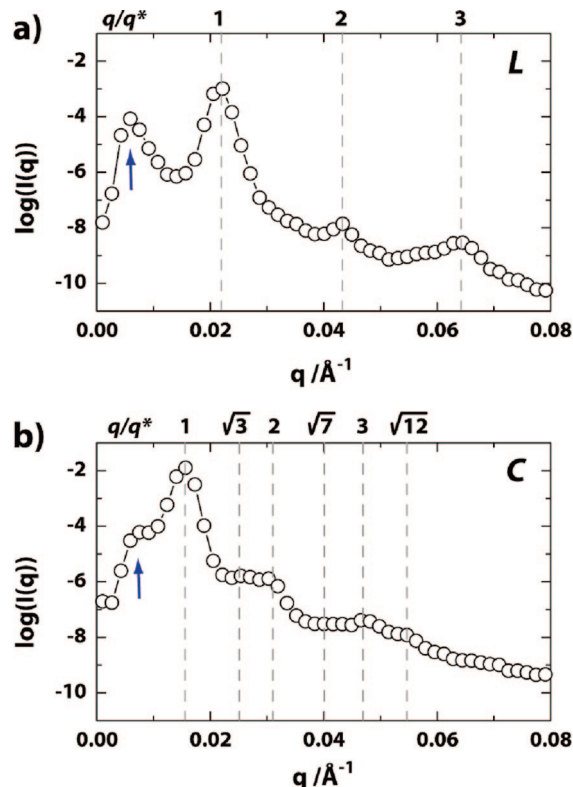 a)
q/q* 1 2 3
L
-2
-4
-6
-8
-10
log(I(q))
0.00 0.02 0.04 0.06 0.08
q /Å⁻¹
b)
q/q* 1 √3 2 √7 3 √12
C
-2
-4
-6
-8
-10
log(I(q))
0.00 0.02 0.04 0.06 0.08
q /Å⁻¹